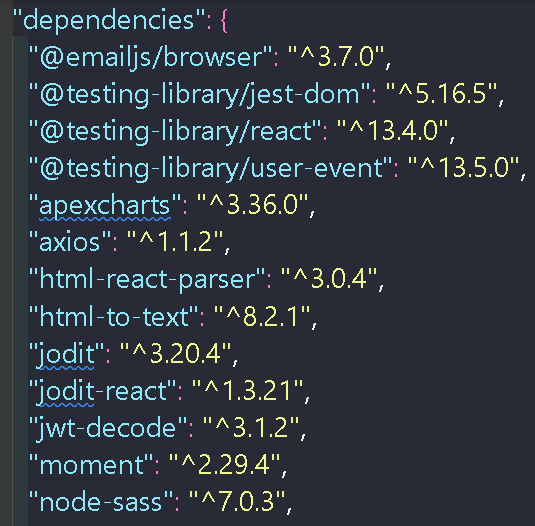 "dependencies": {
"@emailjs/browser": "^3.7.0",
"@testing-library/jest-dom": "^5.16.5",
"@testing-library/react": "^13.4.0",
"@testing-library/user-event": "^13.5.0",
"apexcharts": "^3.36.0",
"axios": "^1.1.2",
"html-react-parser": "^3.0.4",
"html-to-text": "^8.2.1",
"jodit": "^3.20.4",
"jodit-react": "^1.3.21",
"jwt-decode": "^3.1.2",
"moment": "^2.29.4",
"node-sass": "^7.0.3",